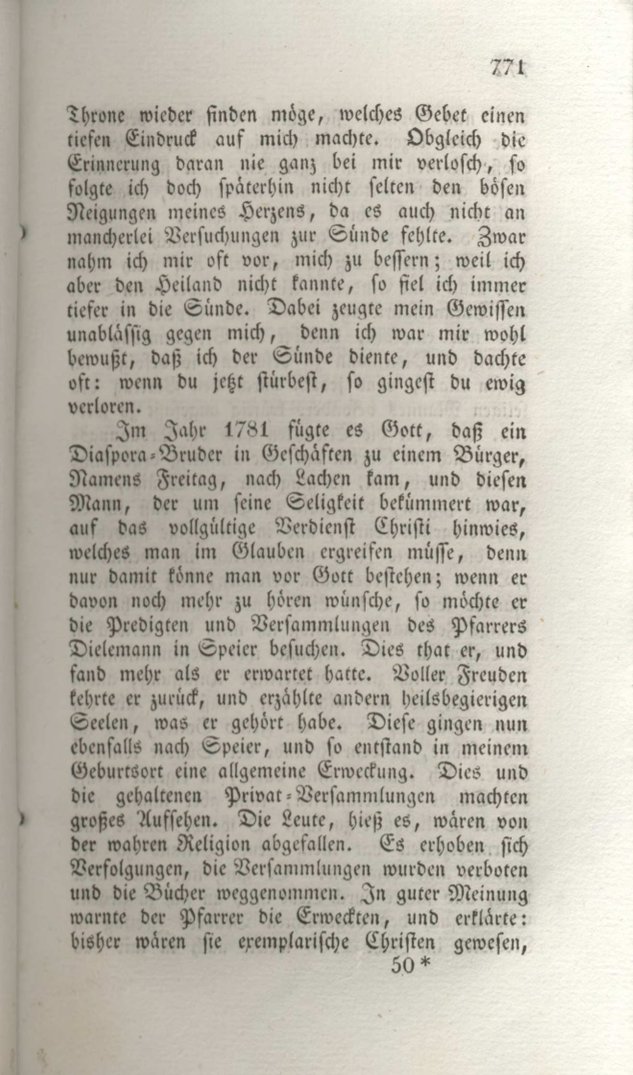 771
Throne wieder finden möge, welches Gebet einen
tiefen Eindruck auf mich machte. Obgleich die
Erinnerung daran nie ganz bei mir verlosch, so
folgte ich doch späterhin nicht selten den bösen
Neigungen meines Herzens, da es auch nicht an
mancherlei Versuchungen zur Sünde fehlte. Zwar
nahm ich mir oft vor, mich zu bessern; weil ich
aber den Heiland nicht kannte, so fiel ich immer
tiefer in die Sünde. Dabei zeugte mein Gewissen
unablässig gegen mich, denn ich war mir wohl
bewußt, daß ich der Sünde diente, und dachte
oft: wenn du jetzt stürbest, so gingest du ewig
verloren.
Im Jahr 1781 fügte es Gott, daß ein
Diaspora-Bruder in Geschäften zu einem Bürger,
Namens Freitag, nach Lachen kam, und diesen
Mann, der um seine Seligkeit bekümmert war,
auf das vollgültige Verdienst Christi hinwies,
welches man im Glauben ergreifen müsse, denn
nur damit könne man vor Gott bestehen; wenn er
davon noch mehr zu hören wünsche, so möchte er
die Predigten und Versammlungen des Pfarrers
Dielemann in Speier besuchen. Dies that er, und
fand mehr als er erwartet hatte. Voller Freuden
kehrte er zurück, und erzählte andern heilsbegierigen
Seelen, was er gehört habe. Diese gingen nun
ebenfalls nach Speier, und so entstand in meinem
Geburtsort eine allgemeine Erweckung. Dies und
die gehaltenen Privat-Versammlungen machten
großes Aufsehen. Die Leute, hieß es, wären von
der wahren Religion abgefallen. Es erhoben sich
Verfolgungen, die Versammlungen wurden verboten
und die Bücher weggenommen. In guter Meinung
warnte der Pfarrer die Erweckten, und erklärte:
bisher wären sie exemplarische Christen gewesen,
50*